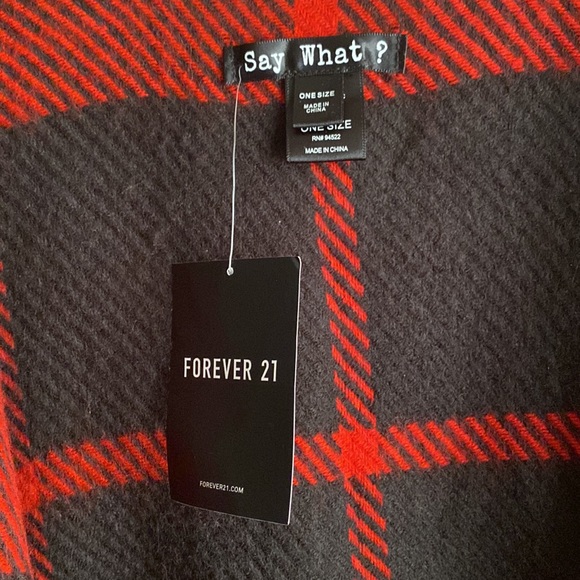 Say What ?
ONE SIZE
MADE IN
CHINA
ONE SIZE
RN# 94522
MADE IN CHINA
FOREVER 21
FOREVER21.COM